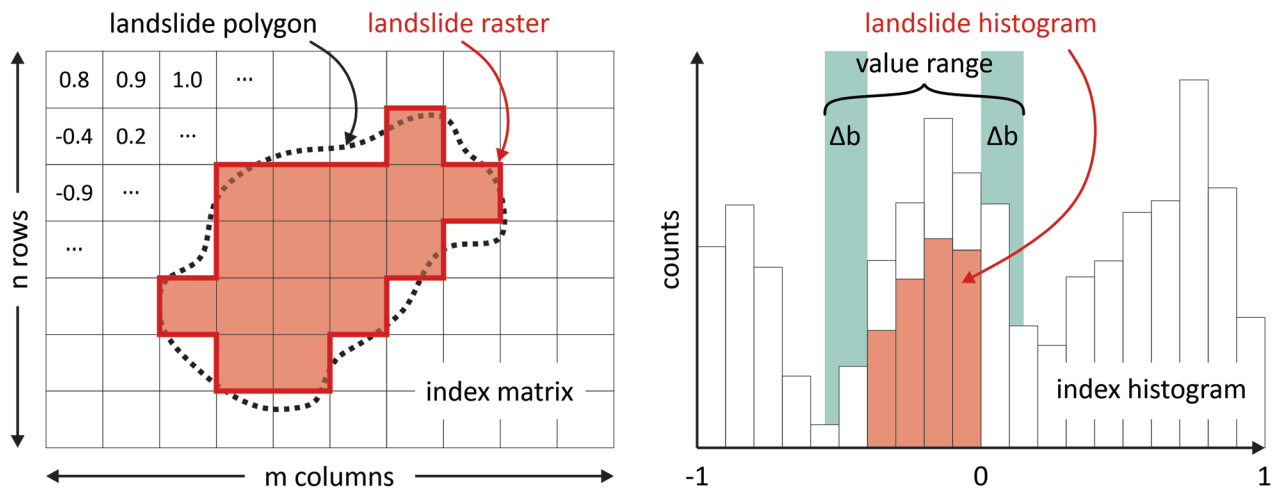 landslide polygon
landslide raster
0.8 0.9 1.0 ...
-0.4 0.2 ...
-0.9 ...
...
n rows
index matrix
m columns
landslide histogram
value range
Δb Δb
counts
index histogram
-1 0 1